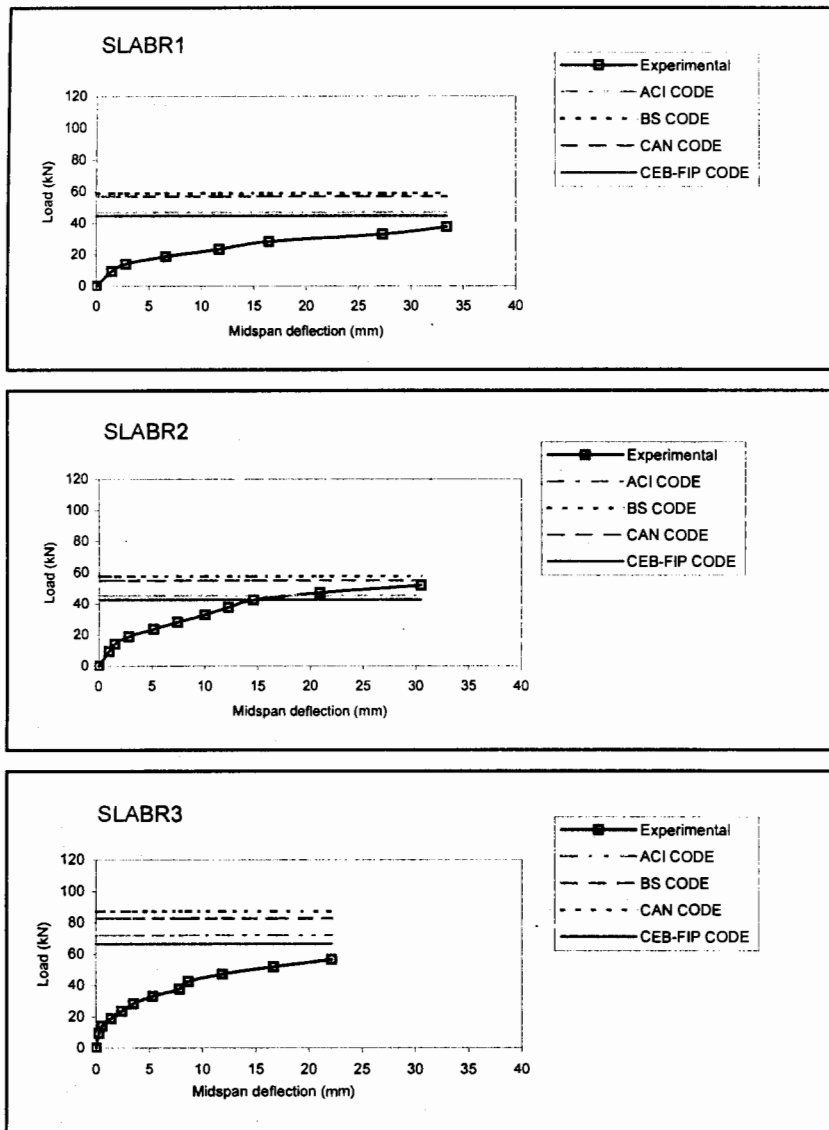 SLABR1
Experimental
ACI CODE
BS CODE
CAN CODE
CEB-FIP CODE
Load (kN)
120
100
80
60
40
20
0
0 5 10 15 20 25 30 35 40
Midspan deflection (mm)
SLABR2
Experimental
ACI CODE
BS CODE
CAN CODE
CEB-FIP CODE
Load (kN)
120
100
80
60
40
20
0
0 5 10 15 20 25 30 35 40
Midspan deflection (mm)
SLABR3
Experimental
ACI CODE
BS CODE
CAN CODE
CEB-FIP CODE
Load (kN)
120
100
80
60
40
20
0
0 5 10 15 20 25 30 35 40
Midspan deflection (mm)